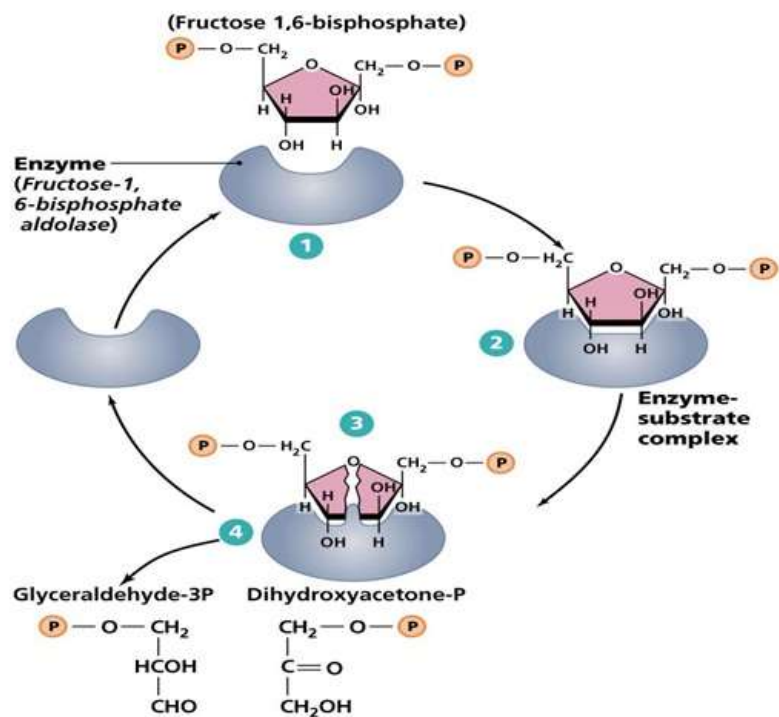 (Fructose 1,6-bisphosphate)
P—O—CH₂
O
CH₂—O—P
H
H
OH
OH
OH
H
Enzyme
(Fructose-1,
6-bisphosphate
aldolase)
1
P—O—H₂C
O
CH₂—O—P
H
H
OH
OH
OH
H
2
Enzyme-
substrate
complex
3
P—O—H₂C
O
CH₂—O—P
H
H
OH
OH
OH
H
4
Glyceraldehyde-3P
P—O—CH₂
HCOH
CHO
Dihydroxyacetone-P
CH₂—O—P
C=O
CH₂OH